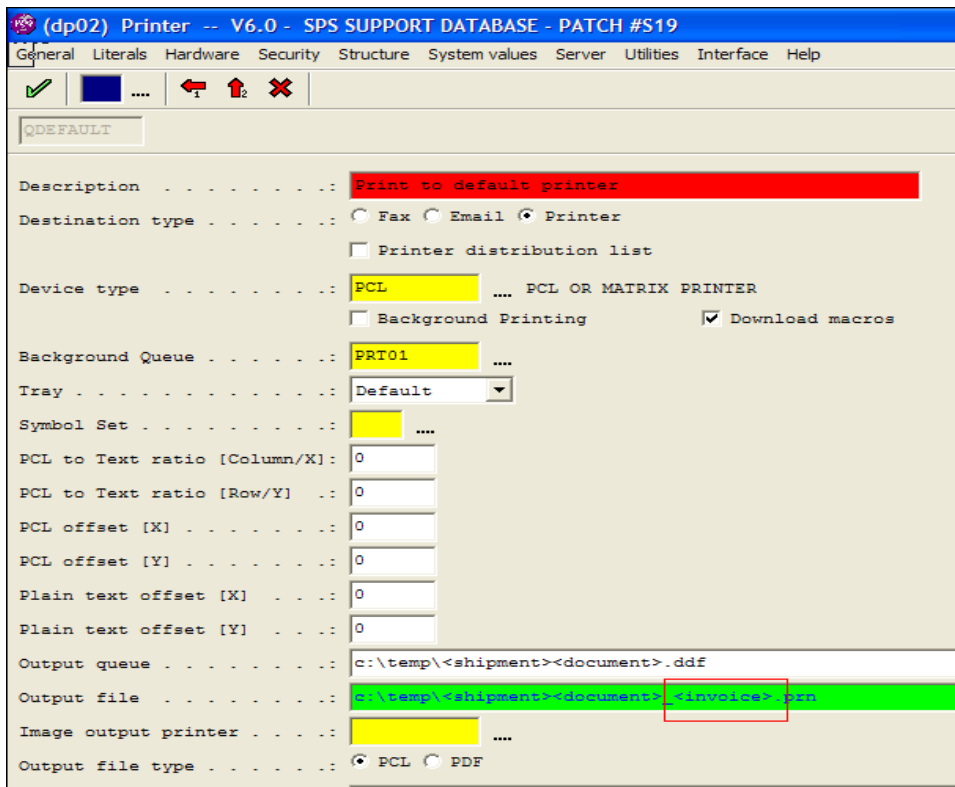 (dp02) Printer -- V6.0 - SPS SUPPORT DATABASE - PATCH #S19
General Literals Hardware Security Structure System values Server Utilities Interface Help
.... 1 2
QDEFAULT
Description . . . . . . . .: Print to default printer
Destination type . . . . . .: Fax Email Printer
Printer distribution list
Device type . . . . . . . .: PCL .... PCL OR MATRIX PRINTER
Background Printing Download macros
Background Queue . . . . . .: PRT01 ....
Tray . . . . . . . . . . . .: Default
Symbol Set . . . . . . . . .: ....
PCL to Text ratio [Column/X]: 0
PCL to Text ratio [Row/Y] .: 0
PCL offset [X] . . . . . . .: 0
PCL offset [Y] . . . . . . .: 0
Plain text offset [X] . . .: 0
Plain text offset [Y] . . .: 0
Output queue . . . . . . . .: c:\temp\<shipment><document>.ddf
Output file . . . . . . . .: c:\temp\<shipment><document>_<invoice>.prn
Image output printer . . . .: ....
Output file type . . . . . .: PCL PDF